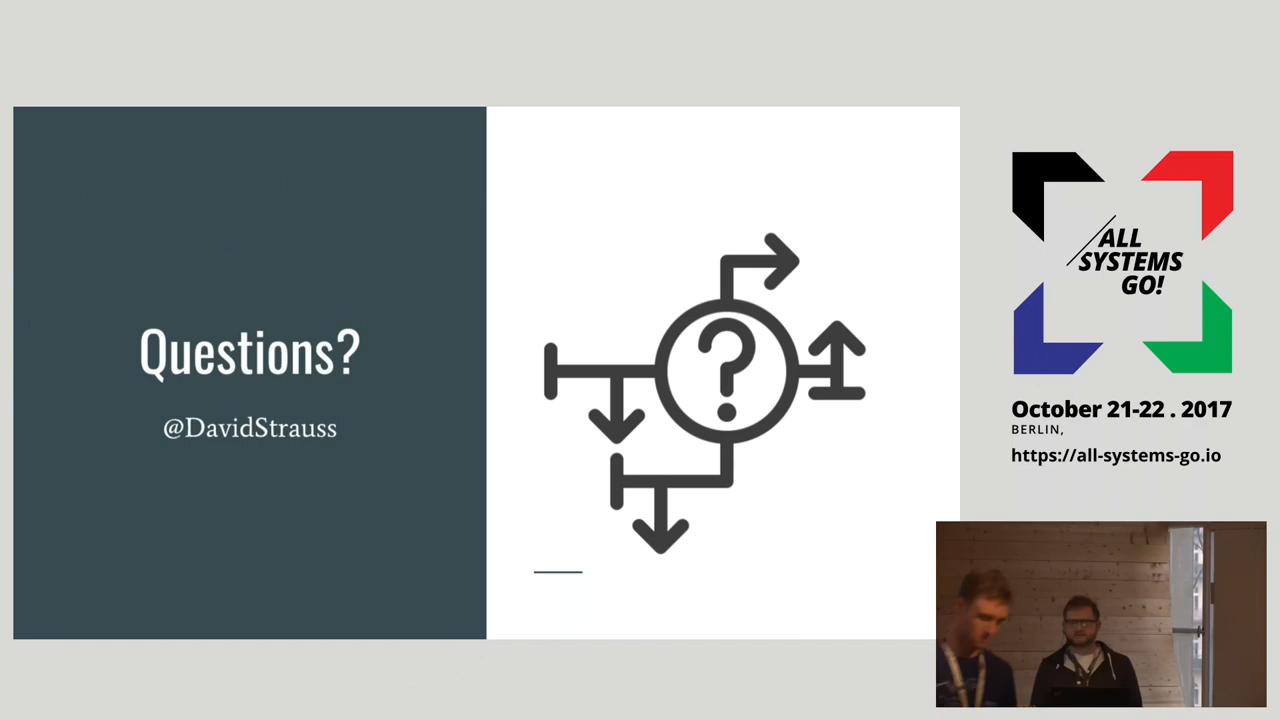 Questions?
@DavidStrauss
?
ALL
SYSTEMS
GO!
October 21-22 . 2017
BERLIN,
https://all-systems-go.io